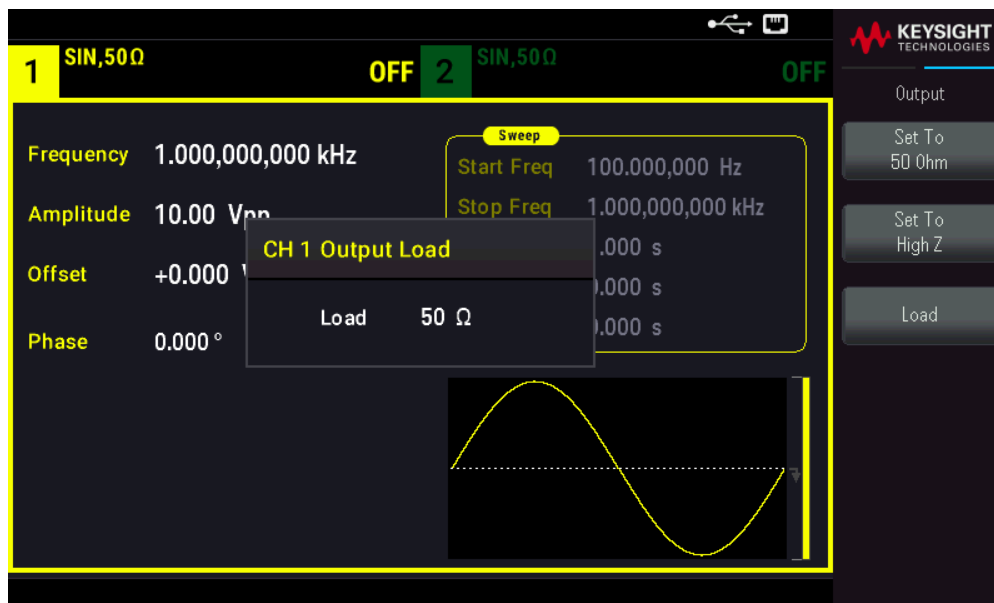 KEYSIGHT
TECHNOLOGIES
1 SIN,50Ω OFF
2 SIN,50Ω OFF
Output
Set To
50 Ohm
Set To
High Z
Load
Frequency 1.000,000,000 kHz
Amplitude 10.00 Vpp
Offset +0.000
Phase 0.000 °
Sweep
Start Freq 100.000,000 Hz
Stop Freq 1.000,000,000 kHz
.000 s
.000 s
.000 s
CH 1 Output Load
Load 50 Ω